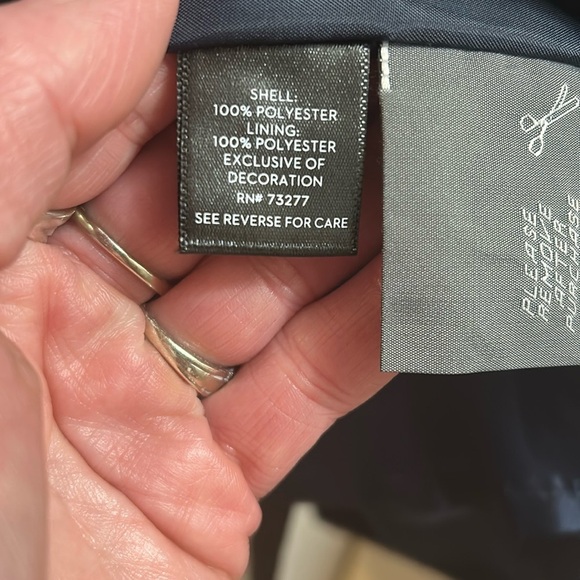 SHELL:
100% POLYESTER
LINING:
100% POLYESTER
EXCLUSIVE OF
DECORATION
RN# 73277
SEE REVERSE FOR CARE
PLEASE
REMOVE
AFTER
PURCHASE